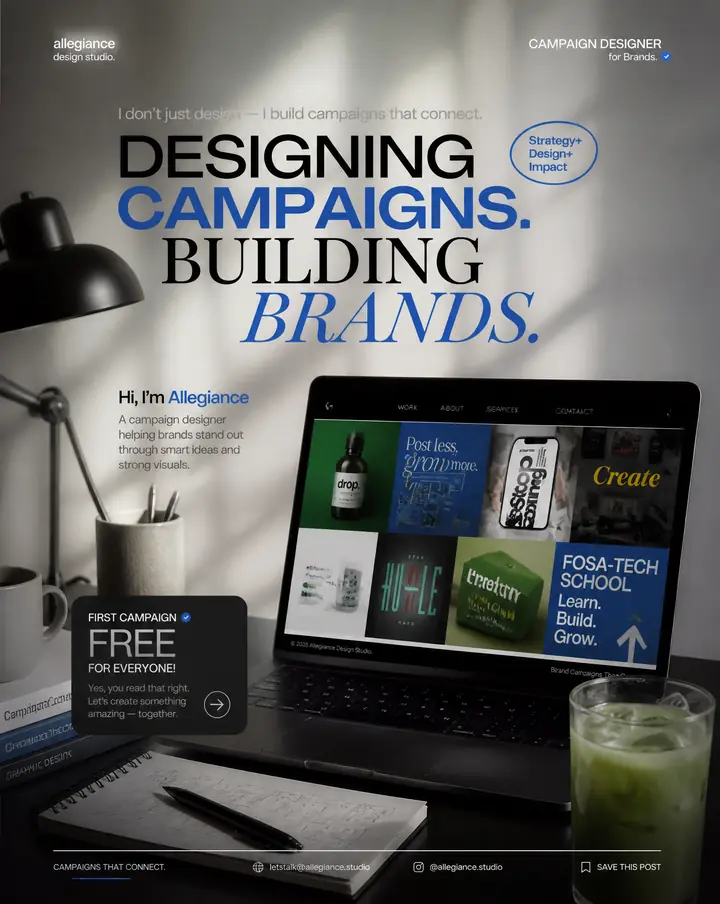 allegiance
design studio.
CAMPAIGN DESIGNER
for Brands.
I don't just design — I build campaigns that connect.
DESIGNING
CAMPAIGNS.
BUILDING
BRANDS.
Strategy+
Design+
Impact
Hi, I'm Allegiance
A campaign designer
helping brands stand out
through smart ideas and
strong visuals.
WORK
ABOUT
drop.
Post less,
grow more.
Create
FOSA-TECH
SCHOOL
Learn.
Build.
Grow.
© 2025 Allegiance Design Studio.
Brand Campaigns That
FIRST CAMPAIGN
FREE
FOR EVERYONE!
Yes, you read that right.
Let's create something
amazing — together.
CAMPAIGNS THAT CONNECT.
letstalk@allegiance.studio
@allegiance.studio
SAVE THIS POST